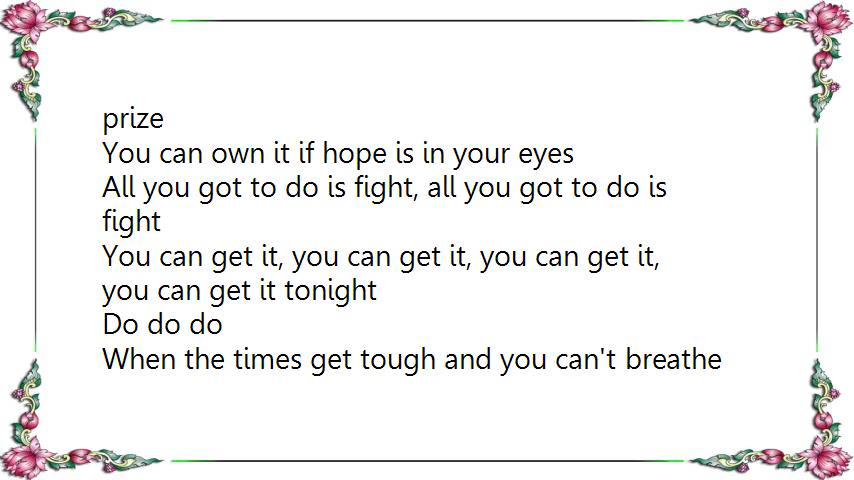 prize
You can own it if hope is in your eyes
All you got to do is fight, all you got to do is
fight
You can get it, you can get it, you can get it,
you can get it tonight
Do do do
When the times get tough and you can't breathe